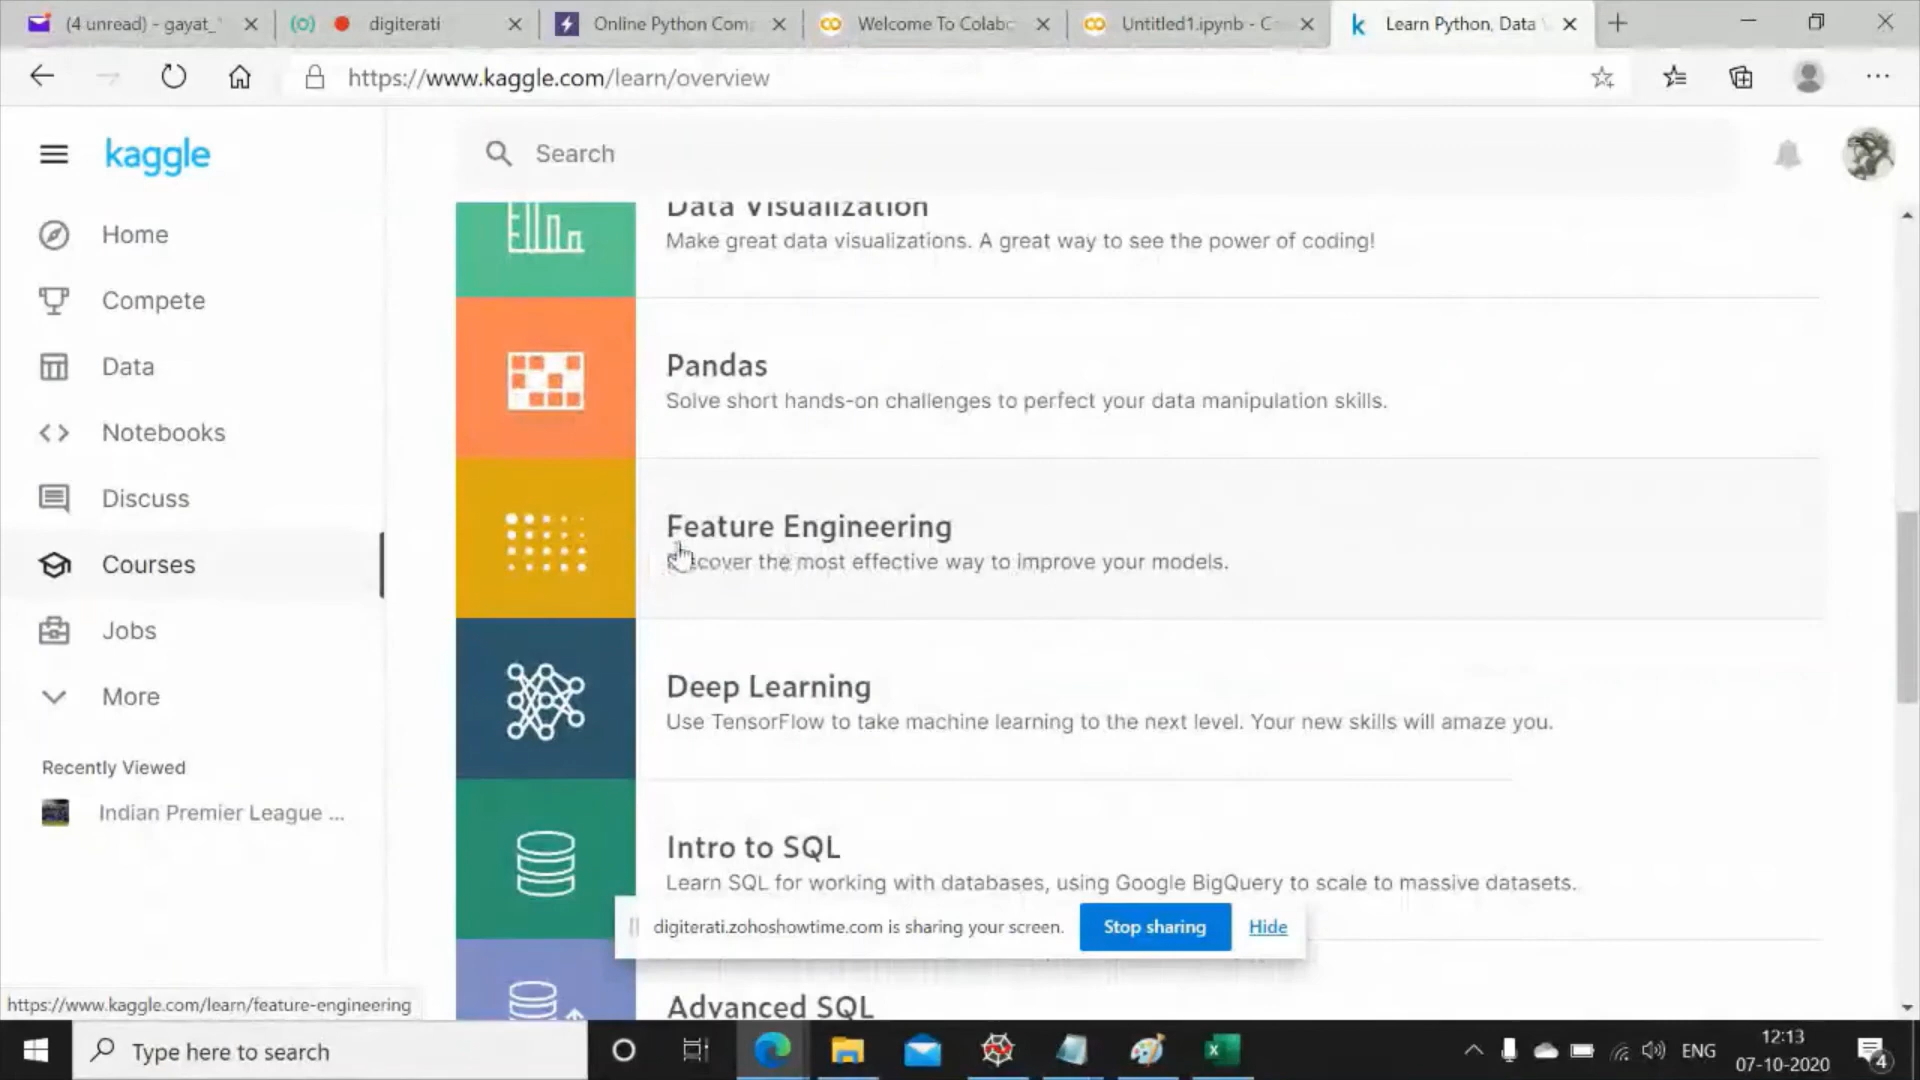 (4 unread) - gayat_
digiterati
Online Python Com
Welcome To Colabo
Untitled1.ipynb - C
Learn Python, Data
https://www.kaggle.com/learn/overview
kaggle
Search
Home
Compete
Data
Notebooks
Discuss
Courses
Jobs
More
Recently Viewed
Indian Premier League ...
Data Visualization
Make great data visualizations. A great way to see the power of coding!
Pandas
Solve short hands-on challenges to perfect your data manipulation skills.
Feature Engineering
cover the most effective way to improve your models.
Deep Learning
Use TensorFlow to take machine learning to the next level. Your new skills will amaze you.
Intro to SQL
Learn SQL for working with databases, using Google BigQuery to scale to massive datasets.
digiterati.zohoshowtime.com is sharing your screen.
Stop sharing
Hide
Advanced SQL
https://www.kaggle.com/learn/feature-engineering
Type here to search
ENG
12:13
07-10-2020
4